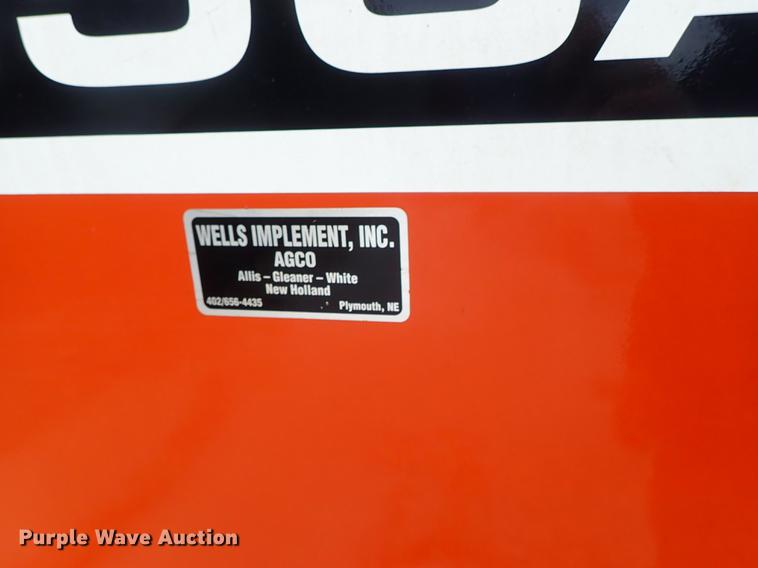 WELLS IMPLEMENT, INC.
AGCO
Allis – Gleaner – White
New Holland
402/656-4435 Plymouth, NE
Purple Wave Auction